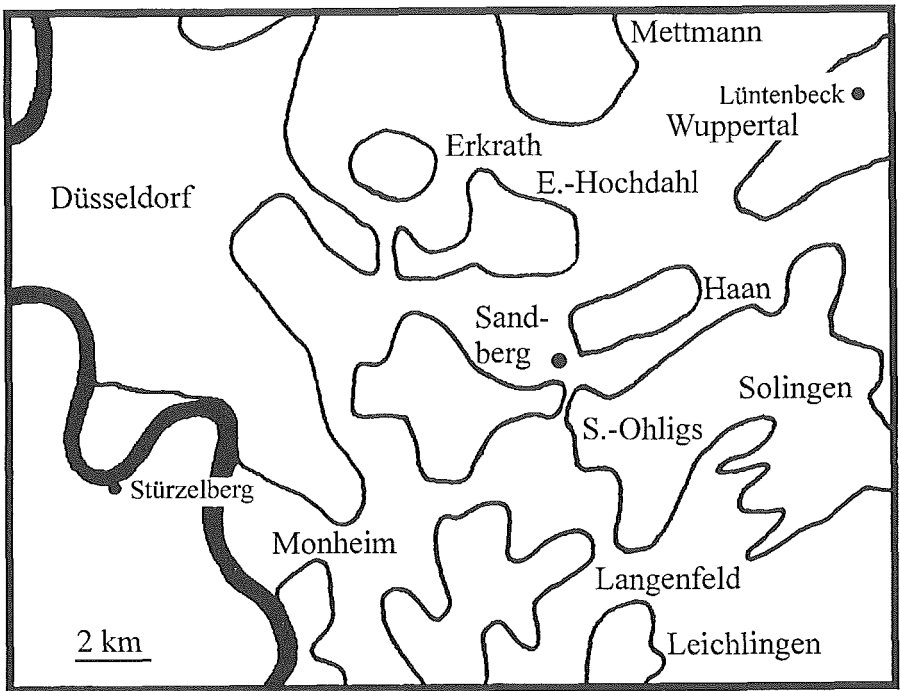 Mettmann
Lüntenbeck
Wuppertal
Erkrath
E.-Hochdahl
Düsseldorf
Haan
Sand-
berg
Solingen
S.-Ohligs
Stürzelberg
Monheim
Langenfeld
2 km
Leichlingen